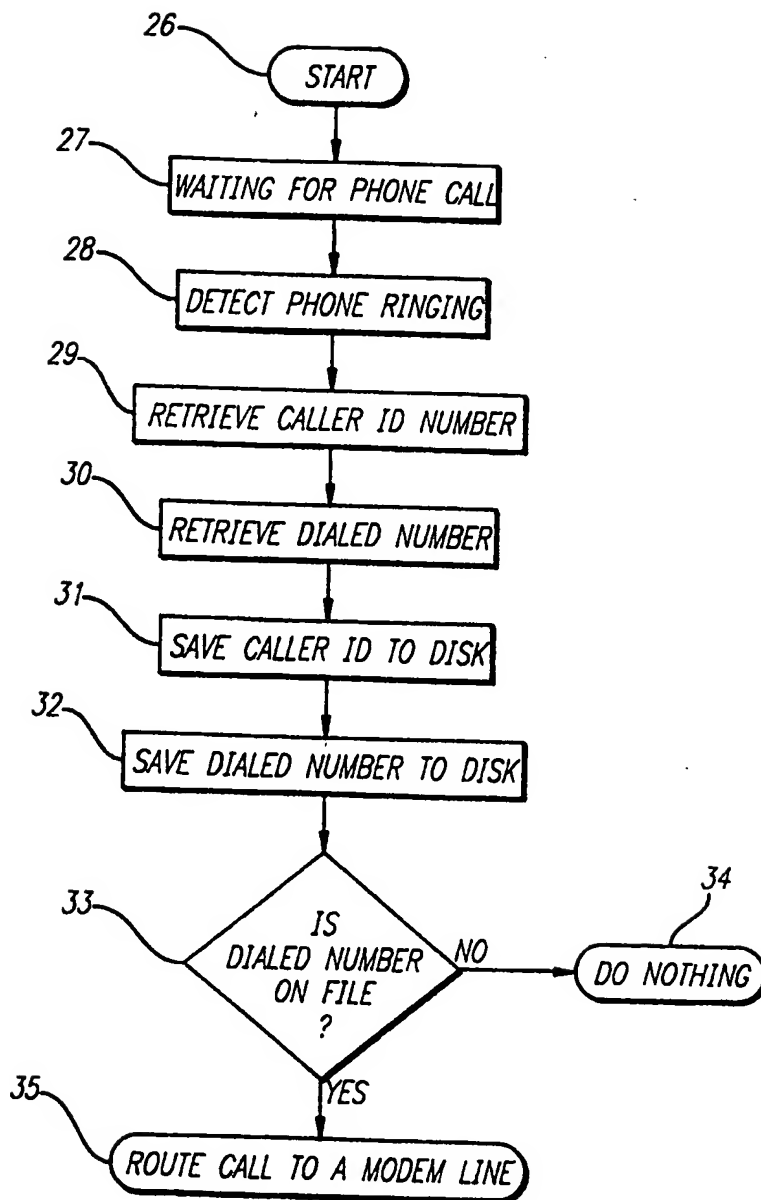 26
START
27
WAITING FOR PHONE CALL
28
DETECT PHONE RINGING
29
RETRIEVE CALLER ID NUMBER
30
RETRIEVE DIALED NUMBER
31
SAVE CALLER ID TO DISK
32
SAVE DIALED NUMBER TO DISK
33
IS
DIALED NUMBER
ON FILE
?
NO
34
DO NOTHING
YES
35
ROUTE CALL TO A MODEM LINE